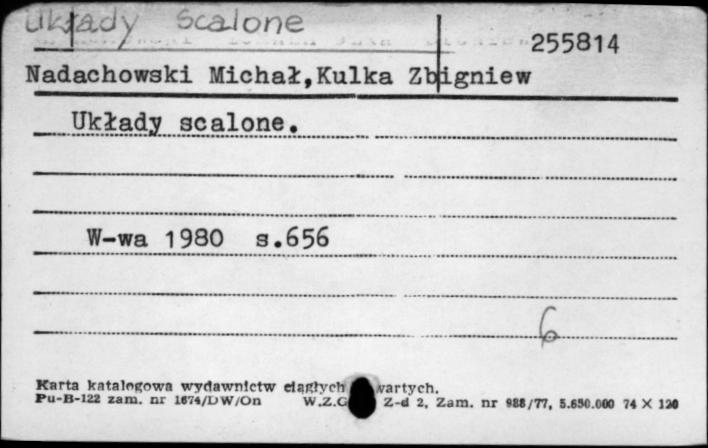 Układy scalone
255814
Nadachowski Michał,Kulka Zbigniew
Układy scalone.
W-wa 1980 s.656
6
Karta katalogowa wydawnictw ciągłych wartych.
Pu-B-122 zam. nr 1674/DW/On W.Z.G Z-d 2, Zam. nr 988/77, 5.650.000 74 X 120